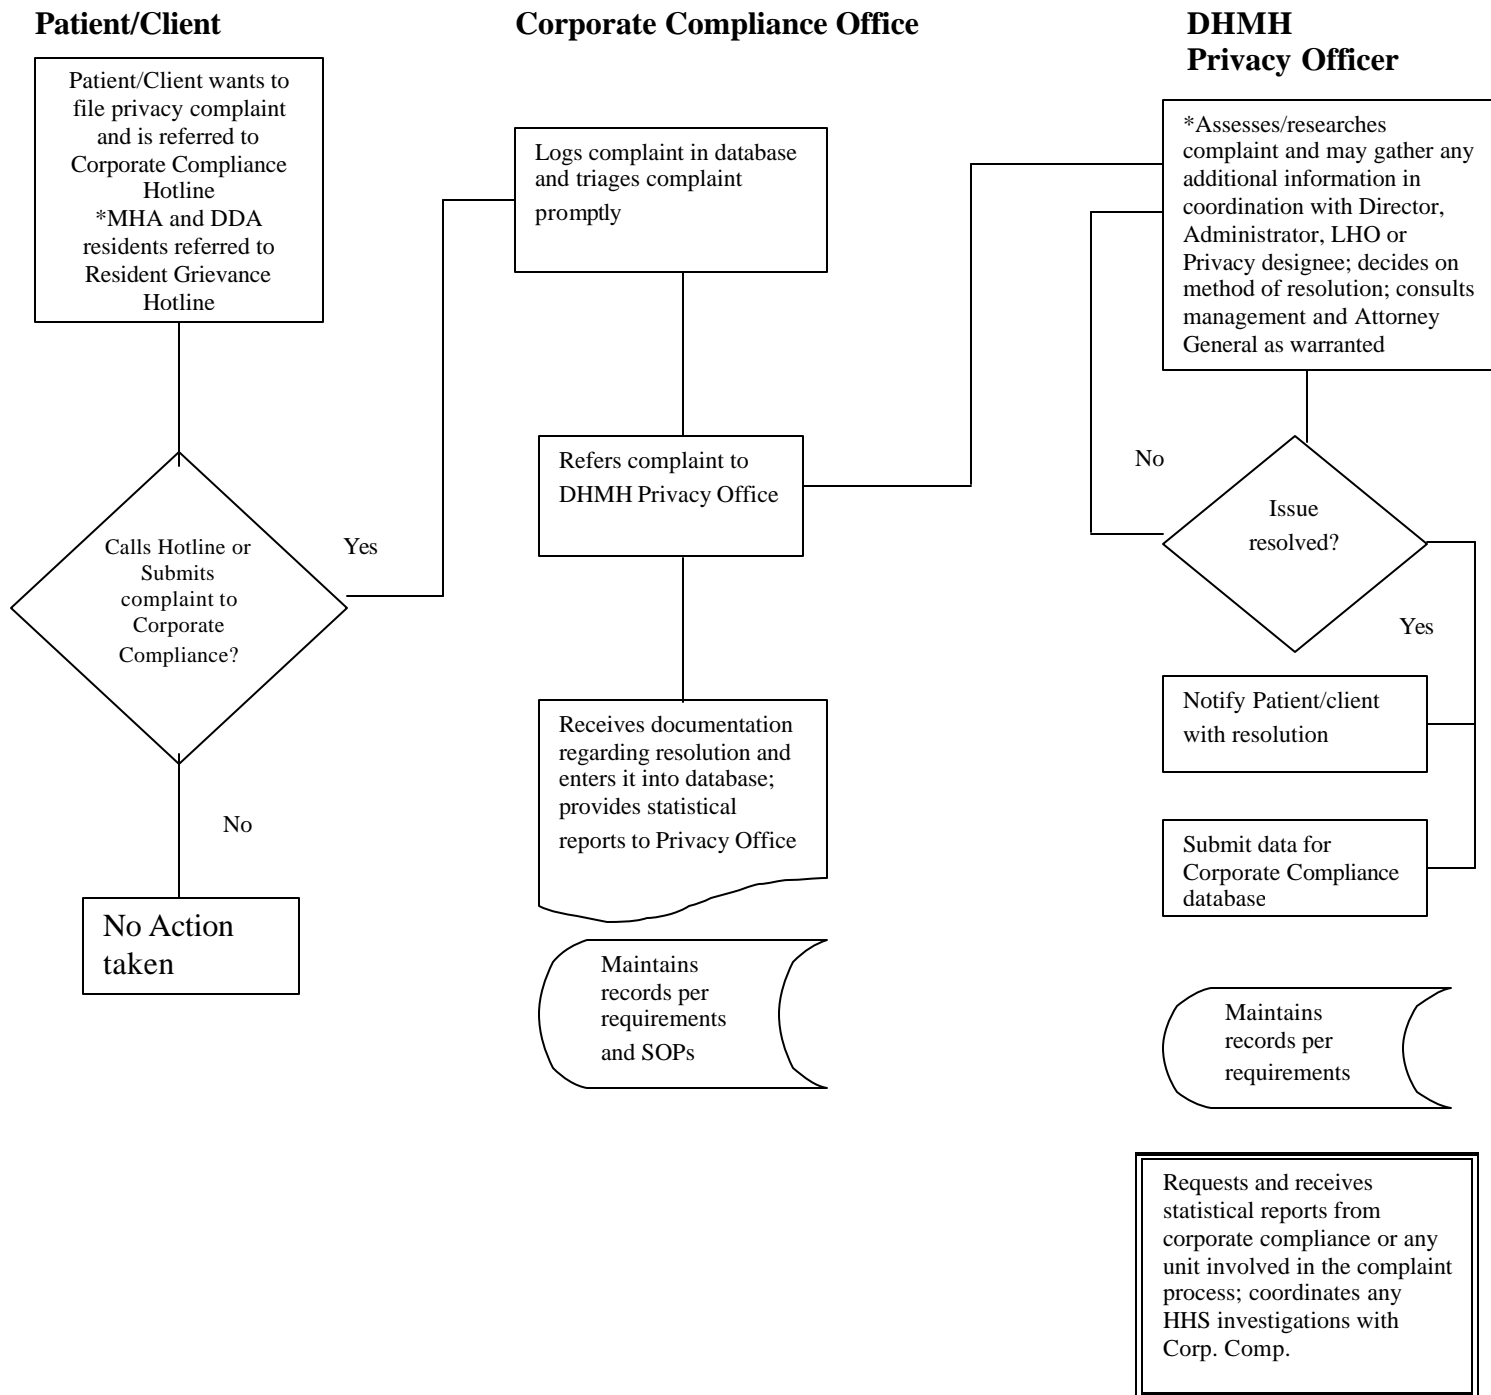 Patient/Client
Patient/Client wants to
file privacy complaint
and is referred to
Corporate Compliance
Hotline
*MHA and DDA
residents referred to
Resident Grievance
Hotline
Calls Hotline or
Submits
complaint to
Corporate
Compliance?
Yes
No
No Action
taken
Corporate Compliance Office
Logs complaint in database
and triages complaint
promptly
Refers complaint to
DHMH Privacy Office
Receives documentation
regarding resolution and
enters it into database;
provides statistical
reports to Privacy Office
Maintains
records per
requirements
and SOPs
DHMH
Privacy Officer
*Assesses/researches
complaint and may gather any
additional information in
coordination with Director,
Administrator, LHO or
Privacy designee; decides on
method of resolution; consults
management and Attorney
General as warranted
No
Issue
resolved?
Yes
Notify Patient/client
with resolution
Submit data for
Corporate Compliance
database
Maintains
records per
requirements
Requests and receives
statistical reports from
corporate compliance or any
unit involved in the complaint
process; coordinates any
HHS investigations with
Corp. Comp.